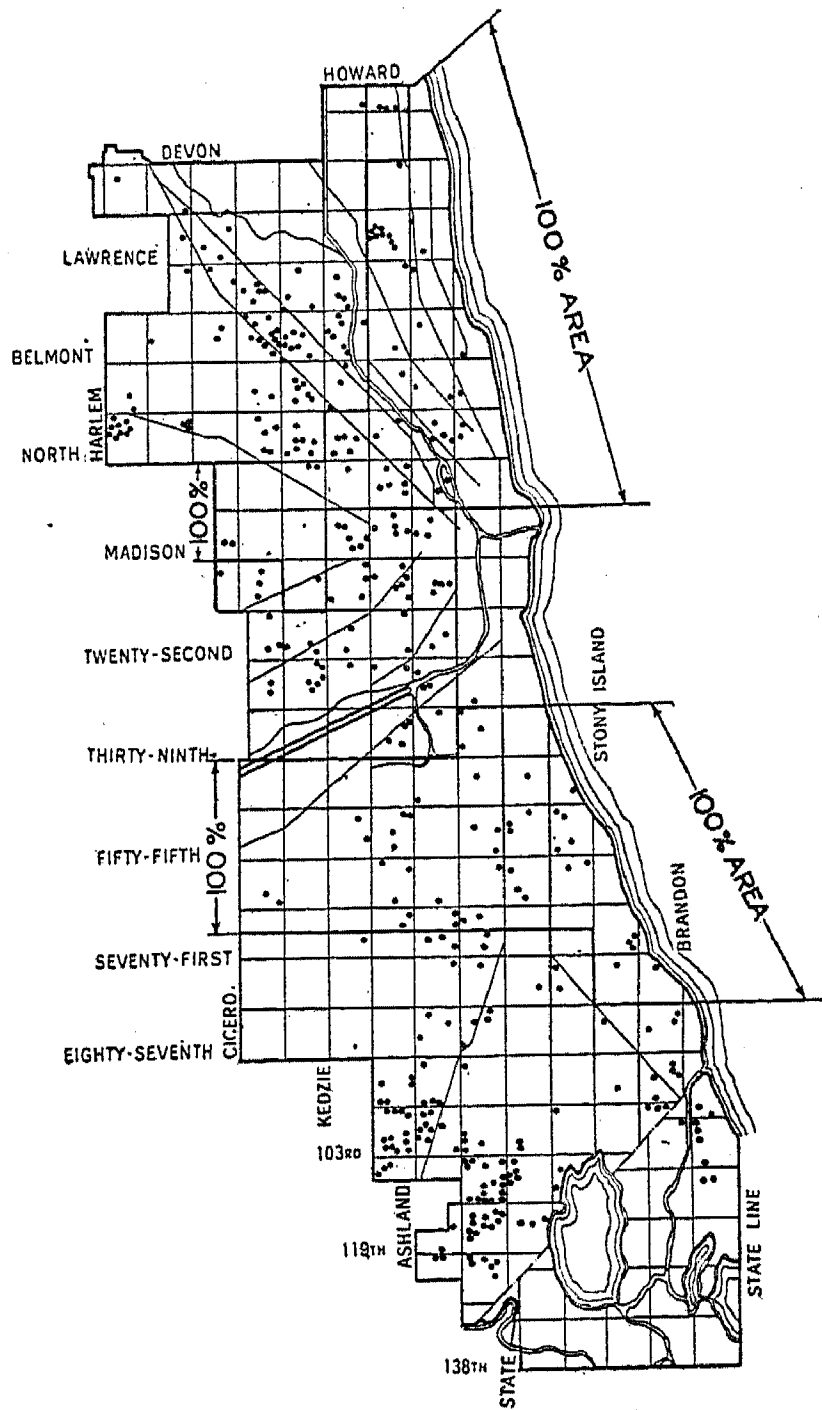 HOWARD
DEVON
LAWRENCE
BELMONT
HARLEM
NORTH
100% AREA
100%
MADISON
TWENTY-SECOND
STONY ISLAND
THIRTY-NINTH
100%
FIFTY-FIFTH
100% AREA
BRANDON
SEVENTY-FIRST
CICERO.
EIGHTY-SEVENTH
KEDZIE
103RD
ASHLAND
119TH
STATE LINE
138TH
STATE